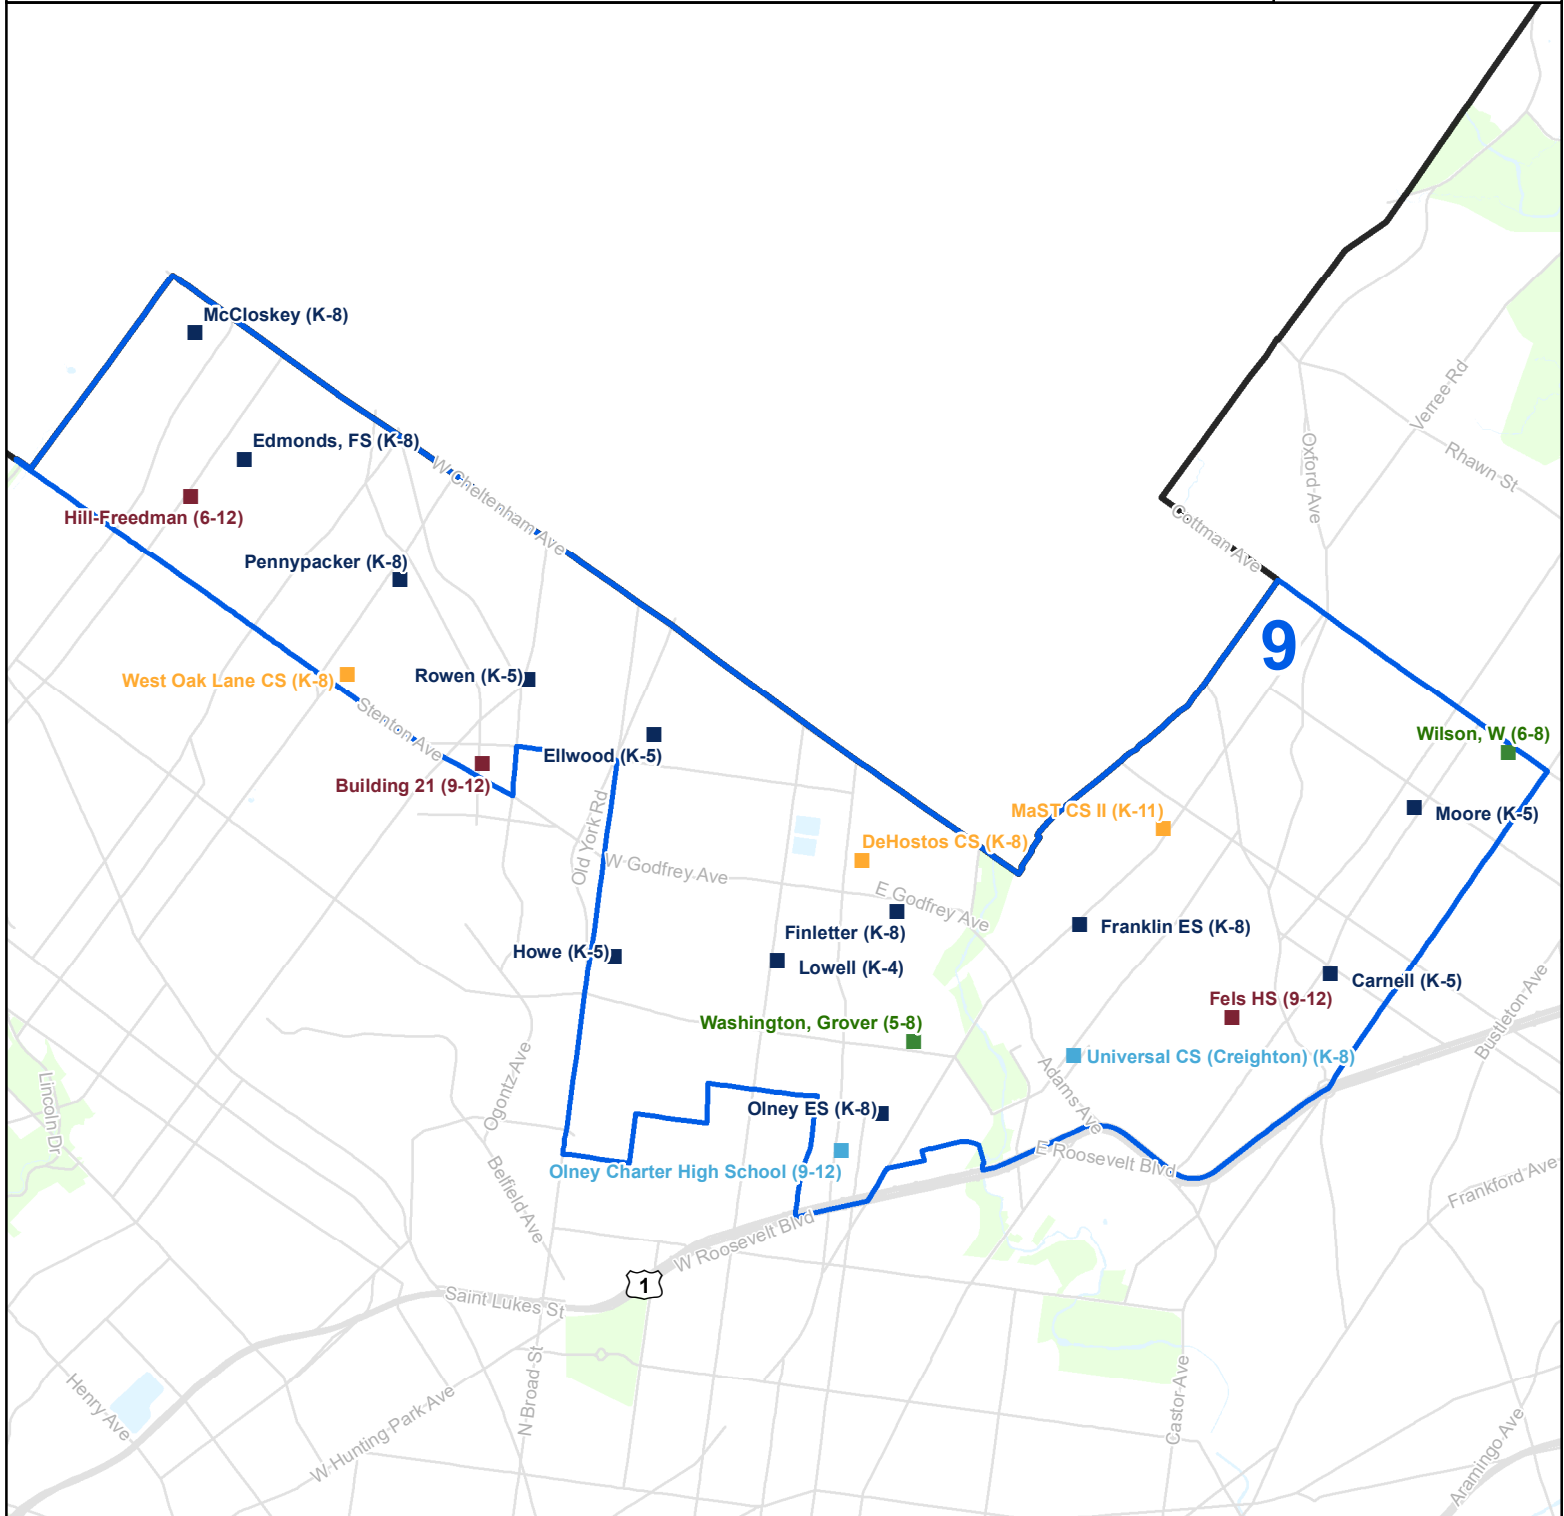 McCloskey (K-8)
Edmonds, FS (K-8)
W Cheltenham Ave
Hill-Freedman (6-12)
Pennypacker (K-8)
West Oak Lane CS (K-8)
Rowen (K-5)
Stenton Ave
Ellwood (K-5)
Building 21 (9-12)
Verree Rd
Oxford Ave
Rhawn St
Cottman Ave
9
Wilson, W (6-8)
Moore (K-5)
MaST CS II (K-11)
DeHostos CS (K-8)
Old York Rd
W Godfrey Ave
E Godfrey Ave
Finletter (K-8)
Franklin ES (K-8)
Howe (K-5)
Lowell (K-4)
Carnell (K-5)
Fels HS (9-12)
Washington, Grover (5-8)
Bustleton Ave
Universal CS (Creighton) (K-8)
Lincoln Dr
Ogontz Ave
Adams Ave
Olney ES (K-8)
E Roosevelt Blvd
Olney Charter High School (9-12)
Belfield Ave
Frankford Ave
W Roosevelt Blvd
1
Saint Lukes St
Henry Ave
W Hunting Park Ave
N Broad St
Castor Ave
Aramingo Ave